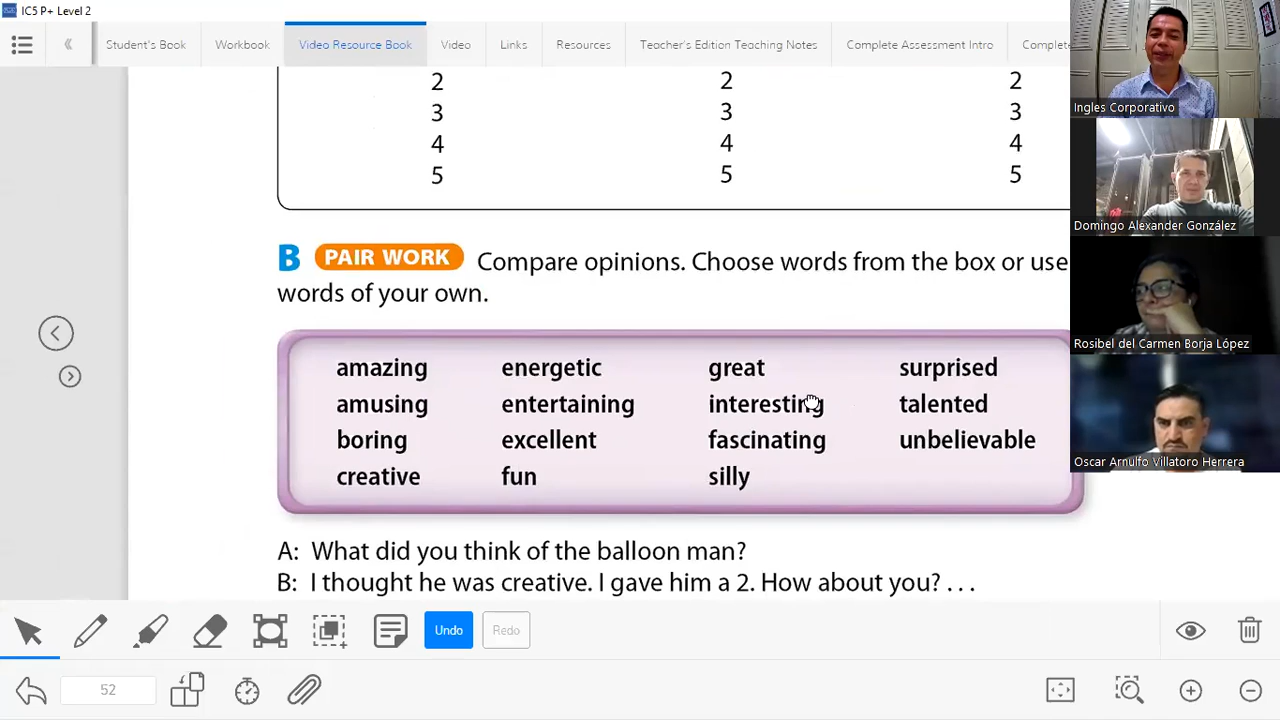 IC5 P+ Level 2
Student's Book Workbook Video Resource Book Video Links Resources Teacher's Edition Teaching Notes Complete Assessment Intro Complete
2 2 2
3 3 3
4 4 4
5 5 5
B PAIR WORK Compare opinions. Choose words from the box or use
words of your own.
amazing energetic great surprised
amusing entertaining interesting talented
boring excellent fascinating unbelievable
creative fun silly
A: What did you think of the balloon man?
B: I thought he was creative. I gave him a 2. How about you? . . .
Undo Redo
52
Ingles Corporativo
Domingo Alexander González
Rosibel del Carmen Borja López
Oscar Arnulfo Villatoro Herrera